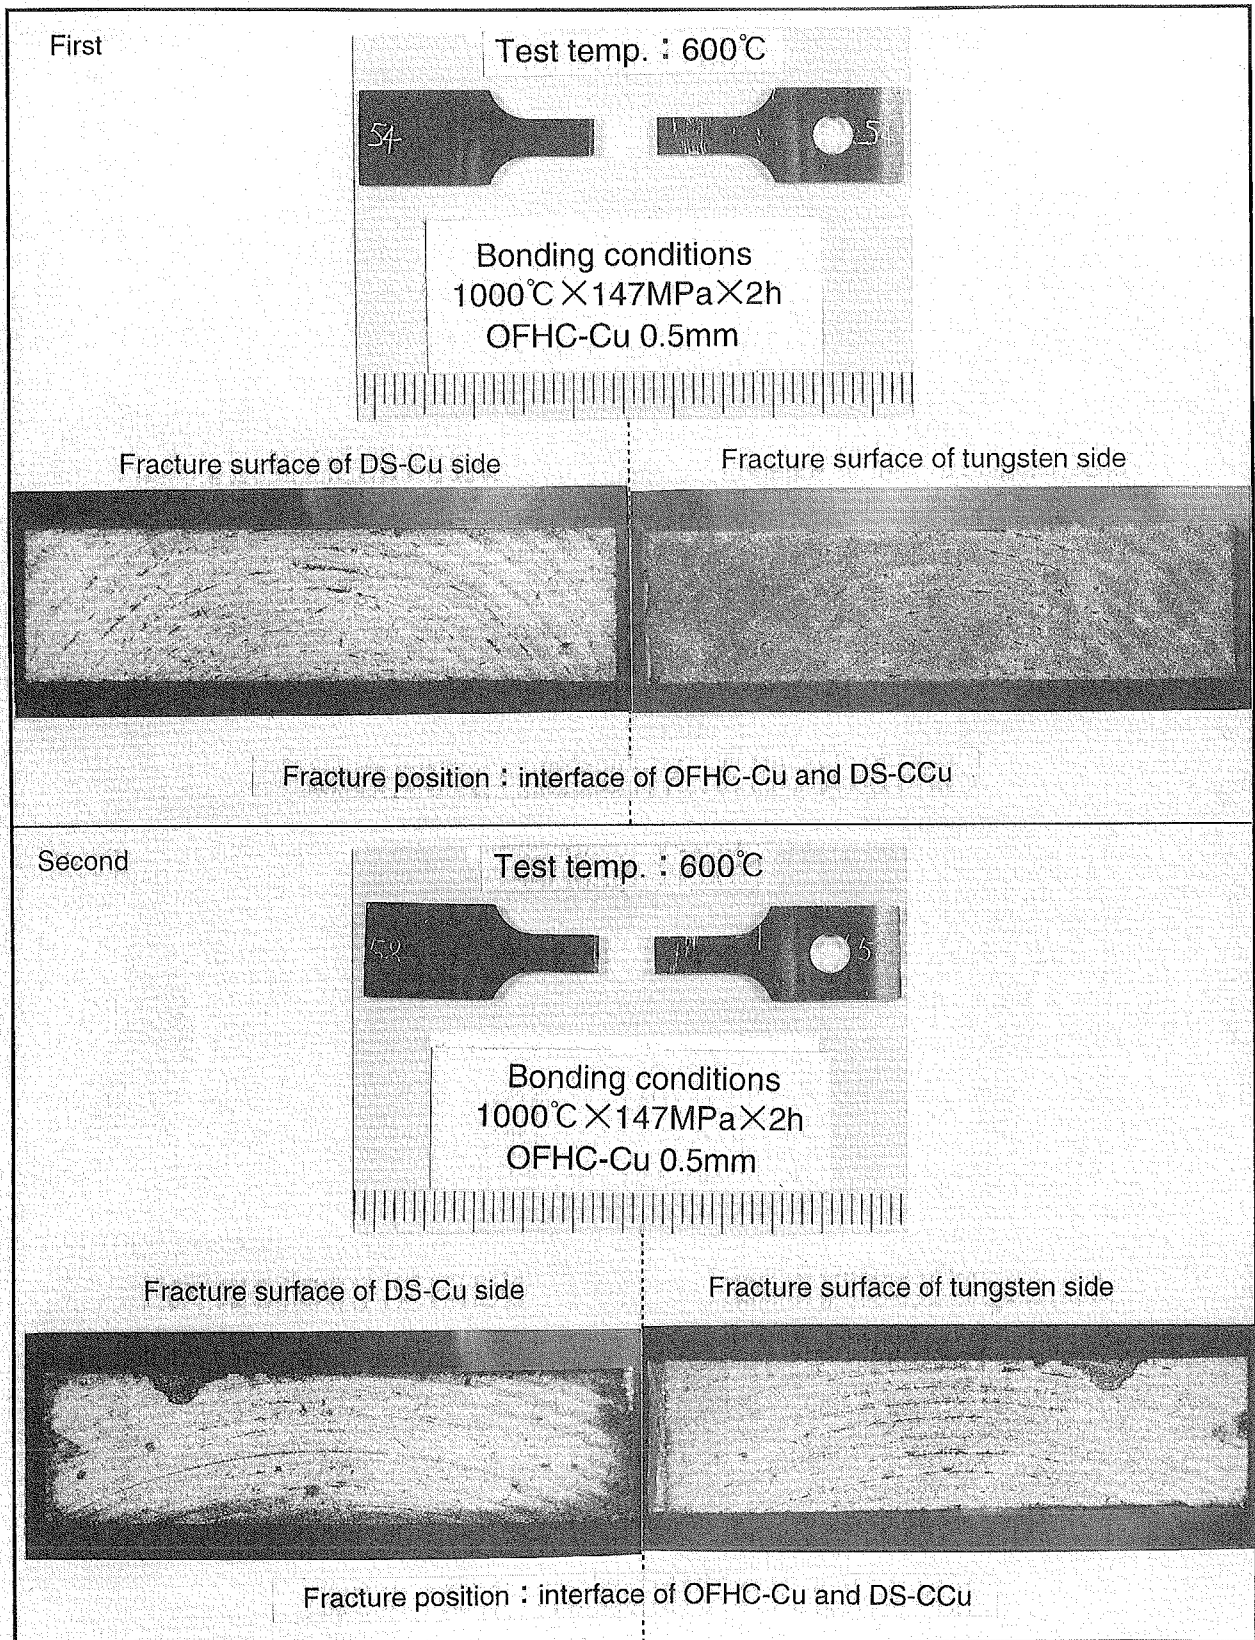 First
Test temp. : 600℃
54
Bonding conditions
1000℃×147MPa×2h
OFHC-Cu 0.5mm
Fracture surface of DS-Cu side
Fracture surface of tungsten side
Fracture position : interface of OFHC-Cu and DS-CCu
Second
Test temp. : 600℃
Bonding conditions
1000℃×147MPa×2h
OFHC-Cu 0.5mm
Fracture surface of DS-Cu side
Fracture surface of tungsten side
Fracture position : interface of OFHC-Cu and DS-CCu